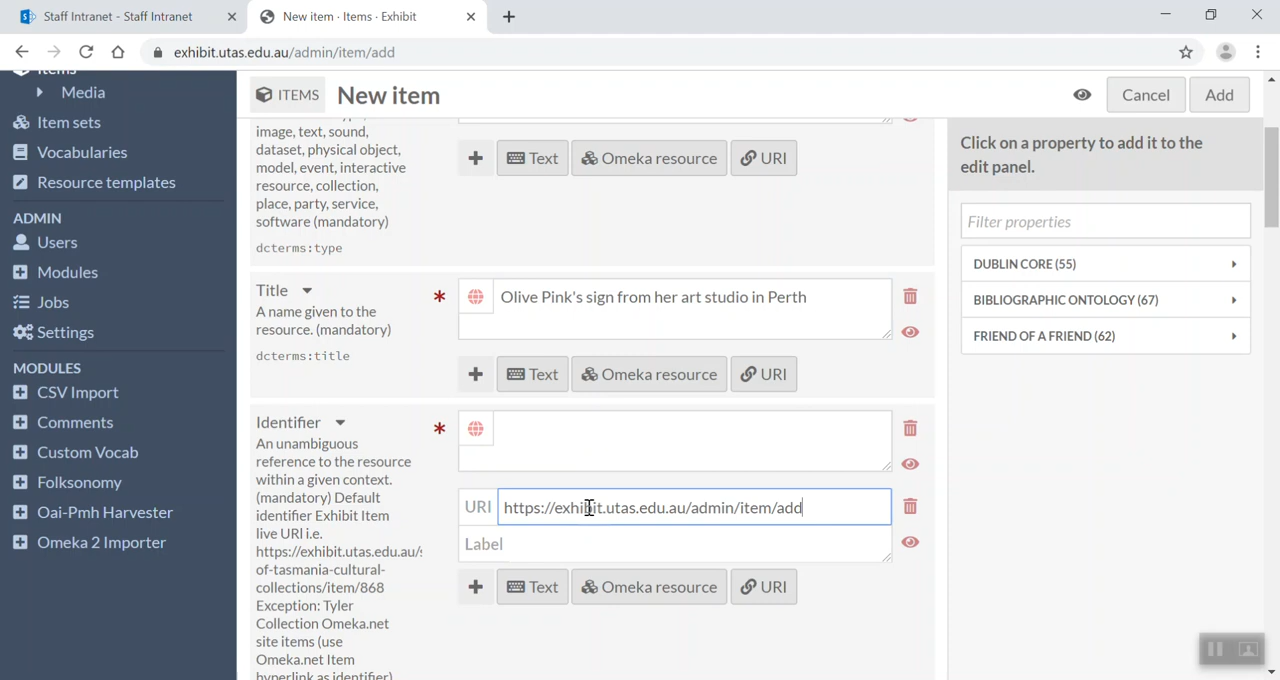 Staff Intranet - Staff Intranet
New item · Items · Exhibit
exhibit.utas.edu.au/admin/item/add
Items
Media
Item sets
Vocabularies
Resource templates
ADMIN
Users
Modules
Jobs
Settings
MODULES
CSV Import
Comments
Custom Vocab
Folksonomy
Oai-Pmh Harvester
Omeka 2 Importer
ITEMS
New item
Cancel
Add
image, text, sound,
dataset, physical object,
model, event, interactive
resource, collection,
place, party, service,
software (mandatory)
dcterms:type
Text
Omeka resource
URI
Title
A name given to the
resource. (mandatory)
dcterms:title
Olive Pink's sign from her art studio in Perth
Text
Omeka resource
URI
Identifier
An unambiguous
reference to the resource
within a given context.
(mandatory) Default
identifier Exhibit Item
live URI i.e.
https://exhibit.utas.edu.au/
of-tasmania-cultural-
collections/item/868
Exception: Tyler
Collection Omeka.net
site items (use
Omeka.net Item
hyperlink as identifier)
URI
https://exhibit.utas.edu.au/admin/item/add
Label
Text
Omeka resource
URI
Click on a property to add it to the
edit panel.
Filter properties
DUBLIN CORE (55)
BIBLIOGRAPHIC ONTOLOGY (67)
FRIEND OF A FRIEND (62)